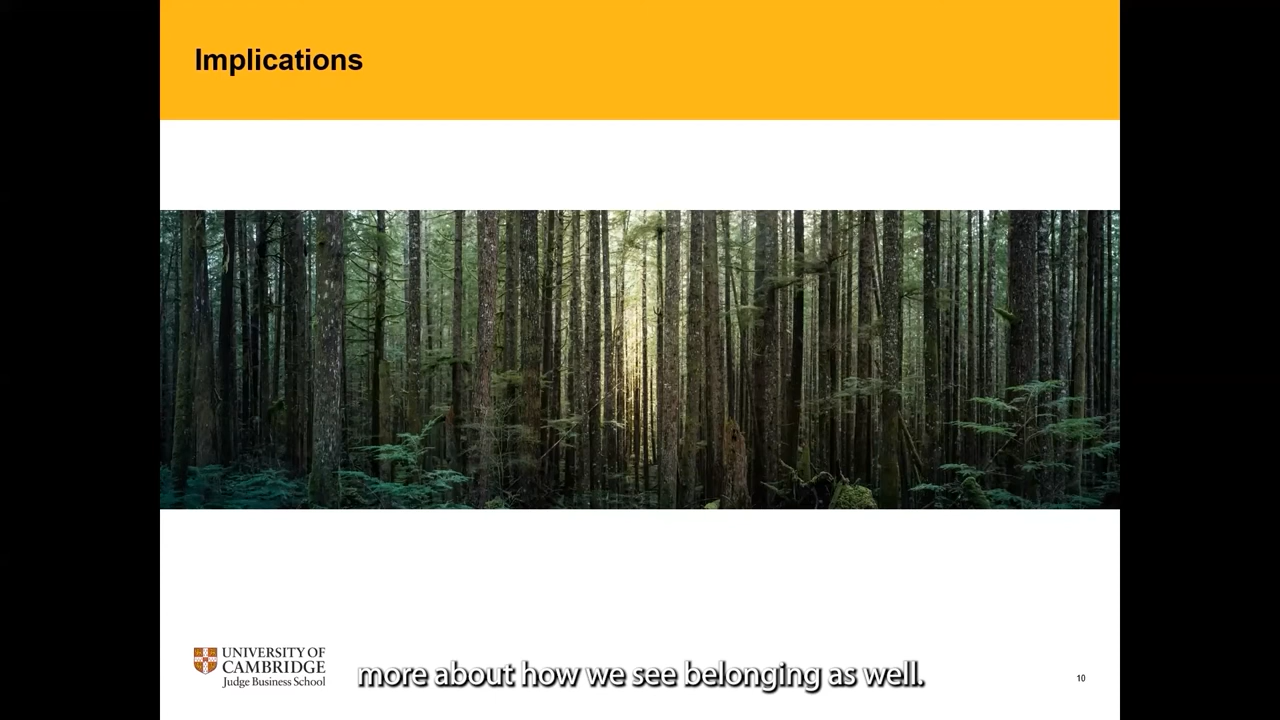 Implications
UNIVERSITY OF
CAMBRIDGE
Judge Business School
more about how we see belonging as well.
10